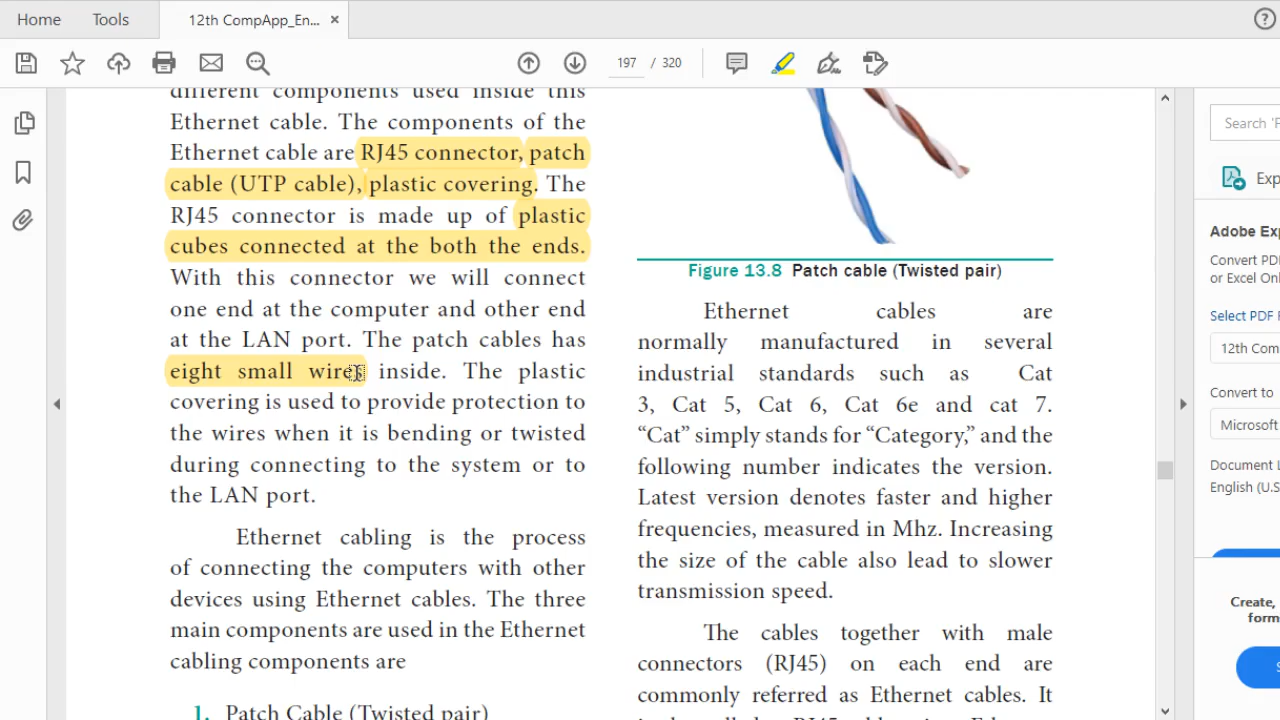 Home
Tools
12th CompApp_En...
×
197 / 320
different components used inside this
Ethernet cable. The components of the
Ethernet cable are RJ45 connector, patch
cable (UTP cable), plastic covering. The
RJ45 connector is made up of plastic
cubes connected at the both the ends.
With this connector we will connect
one end at the computer and other end
at the LAN port. The patch cables has
eight small wires inside. The plastic
covering is used to provide protection to
the wires when it is bending or twisted
during connecting to the system or to
the LAN port.
Ethernet cabling is the process
of connecting the computers with other
devices using Ethernet cables. The three
main components are used in the Ethernet
cabling components are
1. Patch Cable (Twisted pair)
Figure 13.8 Patch cable (Twisted pair)
Ethernet cables are
normally manufactured in several
industrial standards such as Cat
3, Cat 5, Cat 6, Cat 6e and cat 7.
“Cat” simply stands for “Category,” and the
following number indicates the version.
Latest version denotes faster and higher
frequencies, measured in Mhz. Increasing
the size of the cable also lead to slower
transmission speed.
The cables together with male
connectors (RJ45) on each end are
commonly referred as Ethernet cables. It
Search 'F
Exp
Adobe Exp
Convert PD
or Excel Onl
Select PDF F
12th Com
Convert to
Microsoft
Document L
English (U.S
Create,
form